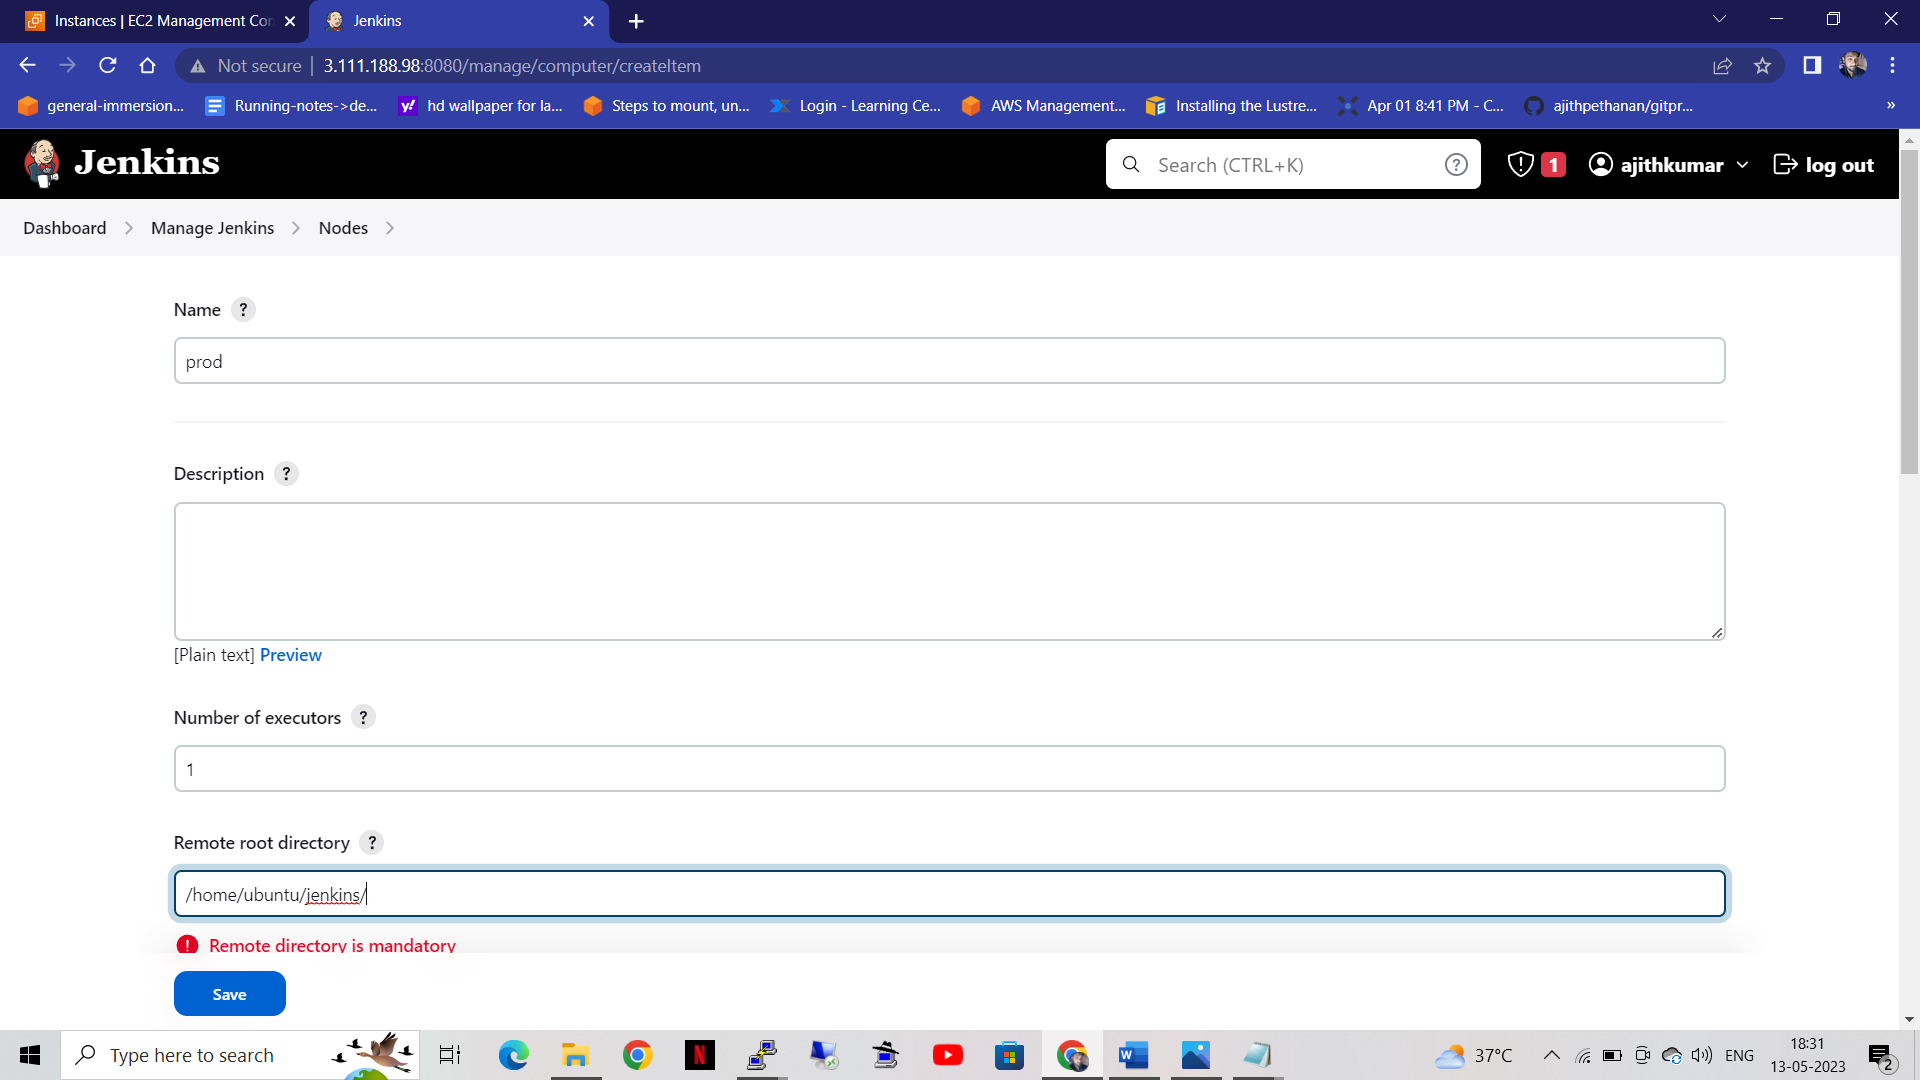 Instances | EC2 Management Con
Jenkins
Not secure
3.111.188.98:8080/manage/computer/createItem
general-immersion...
Running-notes->de...
hd wallpaper for la...
Steps to mount, un...
Login - Learning Ce...
AWS Management...
Installing the Lustre...
Apr 01 8:41 PM - C...
ajithpethanan/gitpr...
»
Jenkins
Search (CTRL+K)
?
1
ajithkumar
log out
Dashboard
Manage Jenkins
Nodes
Name ?
prod
Description ?
[Plain text] Preview
Number of executors ?
1
Remote root directory ?
/home/ubuntu/jenkins/
! Remote directory is mandatory
Save
Type here to search
N
W
37°C
ENG
18:31
13-05-2023
2